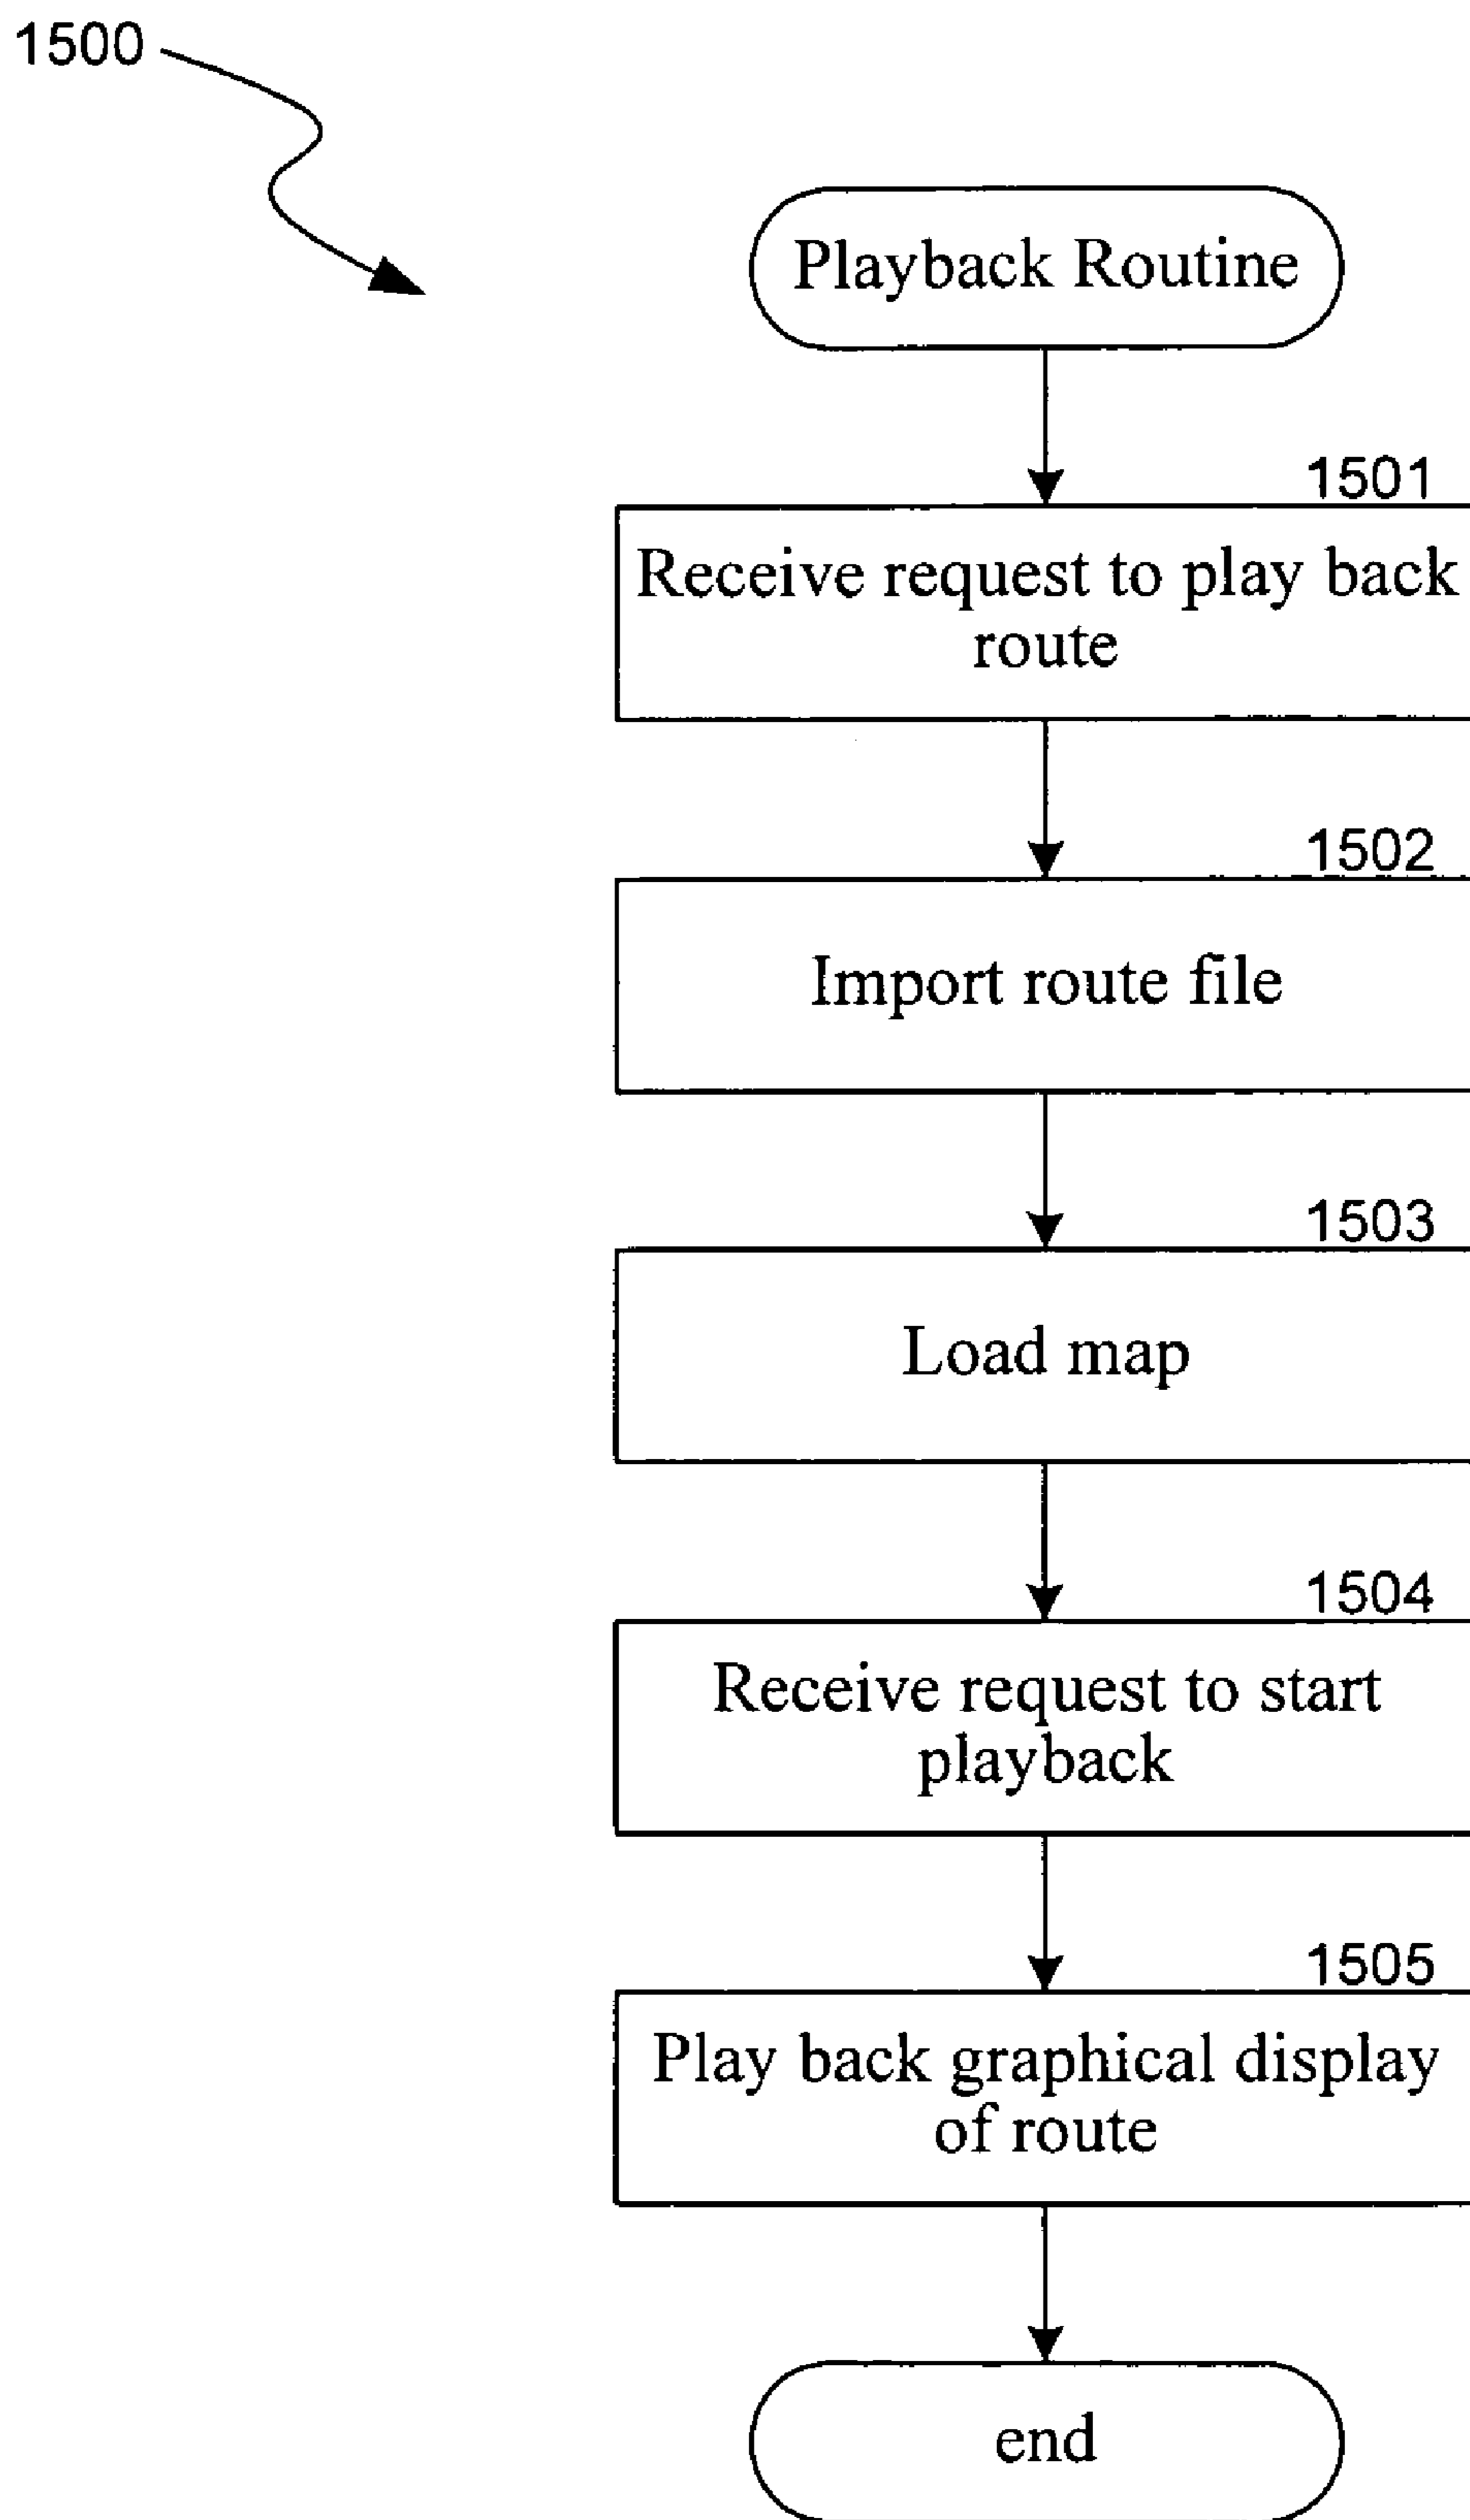 1500
Playback Routine
1501
Receive request to play back
route
1502
Import route file
1503
Load map
1504
Receive request to start
playback
1505
Play back graphical display
of route
end